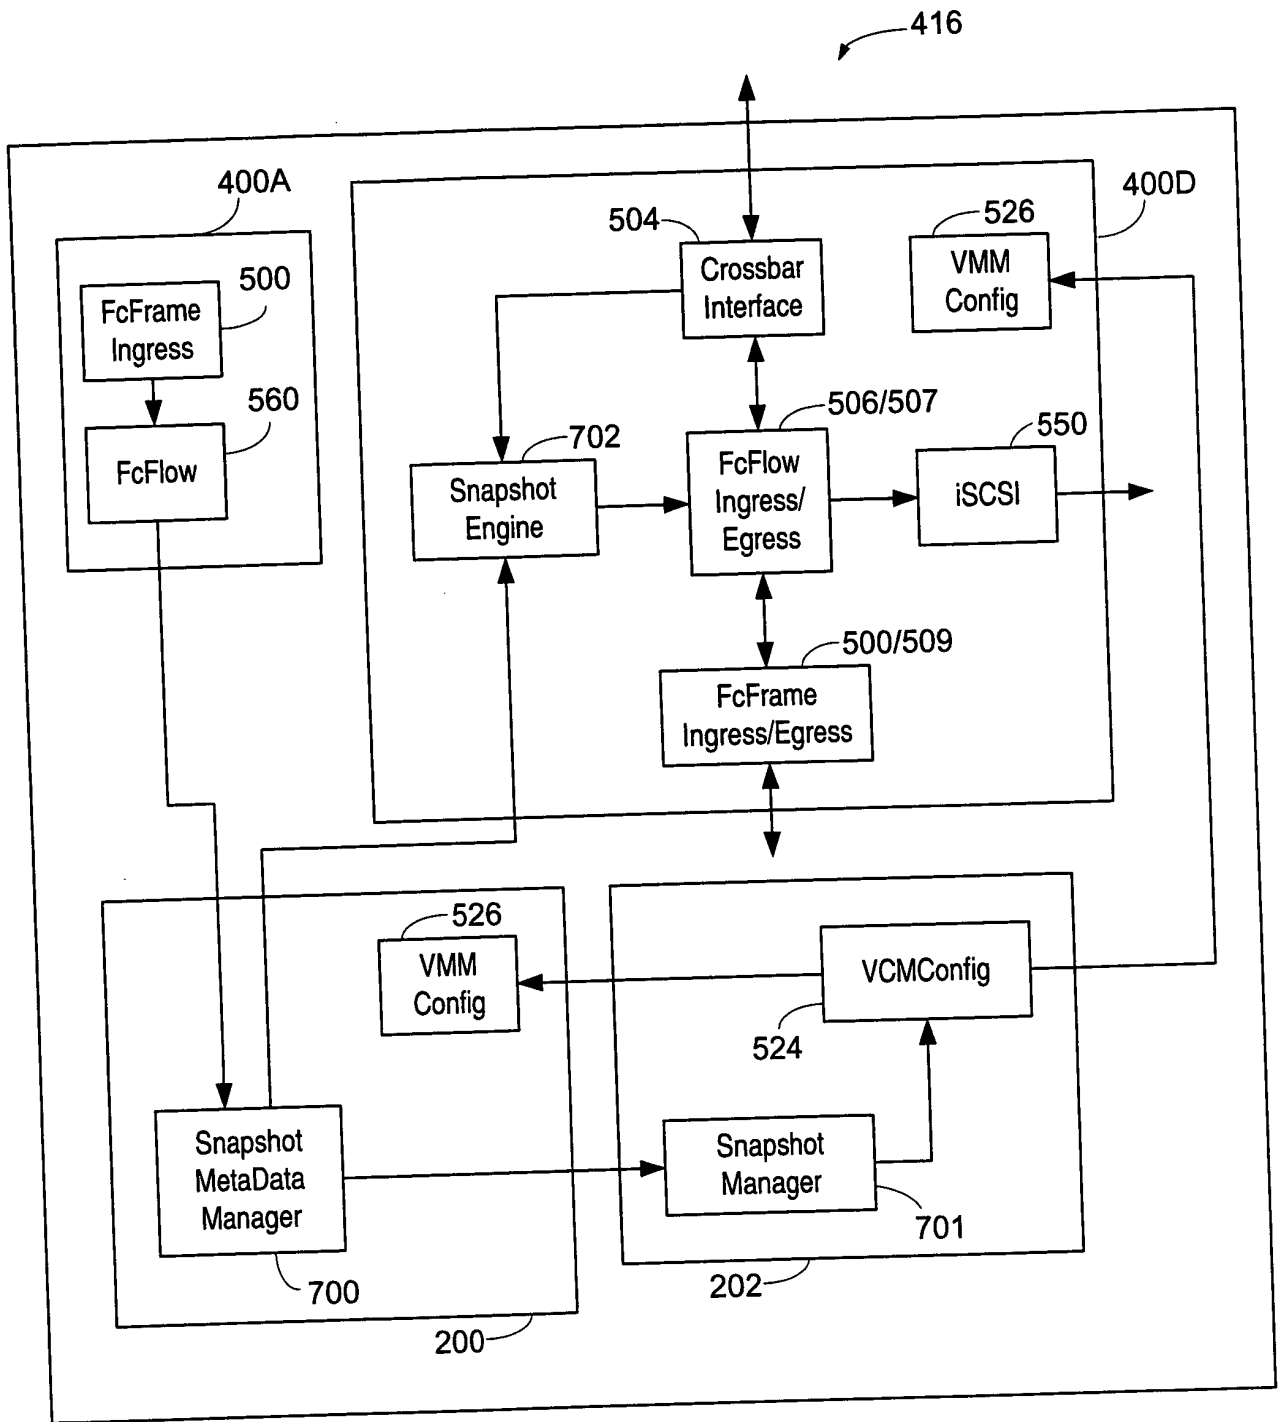 416
400A
500
FcFrame
Ingress
560
FcFlow
400D
504
Crossbar
Interface
526
VMM
Config
506/507
FcFlow
Ingress/
Egress
702
Snapshot
Engine
550
iSCSI
500/509
FcFrame
Ingress/Egress
526
VMM
Config
VCMConfig
524
Snapshot
MetaData
Manager
700
200
Snapshot
Manager
701
202